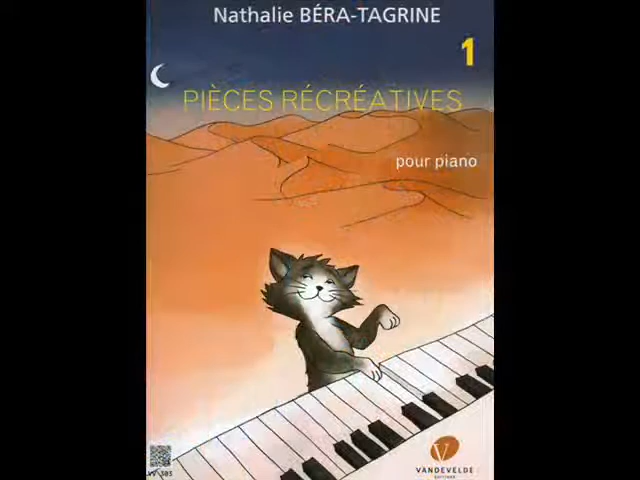 Nathalie BÉRA-TAGRINE
1
PIÈCES RÉCRÉATIVES
pour piano
V
VANDEVELDE